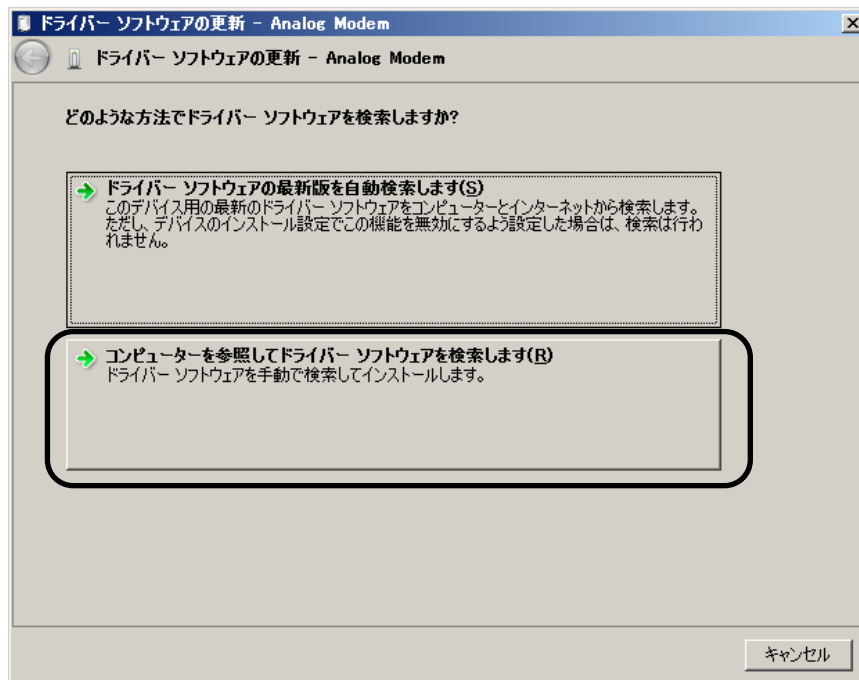 ドライバー ソフトウェアの更新 - Analog Modem
ドライバー ソフトウェアの更新 - Analog Modem
どのような方法でドライバー ソフトウェアを検索しますか?
ドライバー ソフトウェアの最新版を自動検索します(S)
このデバイス用の最新のドライバー ソフトウェアをコンピューターとインターネットから検索します。
ただし、デバイスのインストール設定でこの機能を無効にするよう設定した場合は、検索は行わ
れません。
コンピューターを参照してドライバー ソフトウェアを検索します(R)
ドライバー ソフトウェアを手動で検索してインストールします。
キャンセル